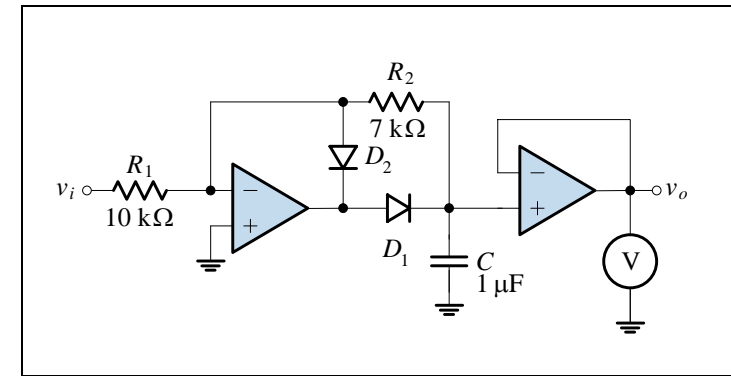 R2
7 kΩ
R1
D2
vi
10 kΩ
−
+
D1
C
1 μF
−
+
vo
V